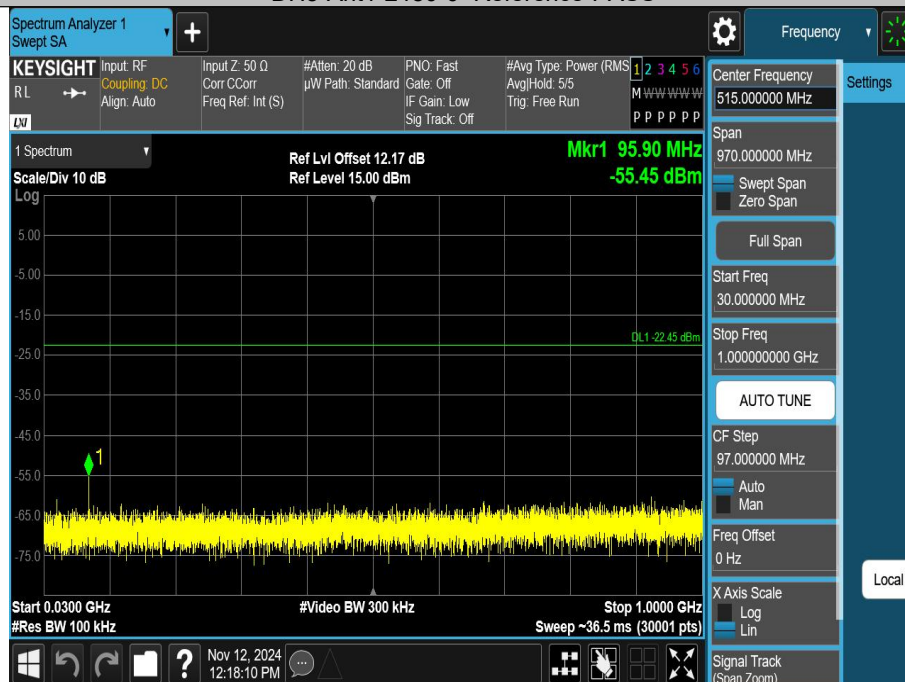 Spectrum Analyzer 1
Swept SA
Frequency
KEYSIGHT
RL
LXI
Input: RF
Coupling: DC
Align: Auto
Input Z: 50 Ω
Corr CCorr
Freq Ref: Int (S)
#Atten: 20 dB
µW Path: Standard
PNO: Fast
Gate: Off
IF Gain: Low
Sig Track: Off
#Avg Type: Power (RMS
Avg|Hold: 5/5
Trig: Free Run
1 2 3 4 5 6
M W W W W W
P P P P P P
1 Spectrum
Scale/Div 10 dB
Log
Ref Lvl Offset 12.17 dB
Ref Level 15.00 dBm
Mkr1 95.90 MHz
-55.45 dBm
5.00
-5.00
-15.0
DL1 -22.45 dBm
-25.0
-35.0
-45.0
1
-55.0
-65.0
-75.0
Start 0.0300 GHz
#Res BW 100 kHz
#Video BW 300 kHz
Stop 1.0000 GHz
Sweep ~36.5 ms (30001 pts)
Nov 12, 2024
12:18:10 PM
Center Frequency
515.000000 MHz
Span
970.000000 MHz
Swept Span
Zero Span
Full Span
Start Freq
30.000000 MHz
Stop Freq
1.000000000 GHz
AUTO TUNE
CF Step
97.000000 MHz
Auto
Man
Freq Offset
0 Hz
X Axis Scale
Log
Lin
Signal Track
(Span Zoom)
Settings
Local